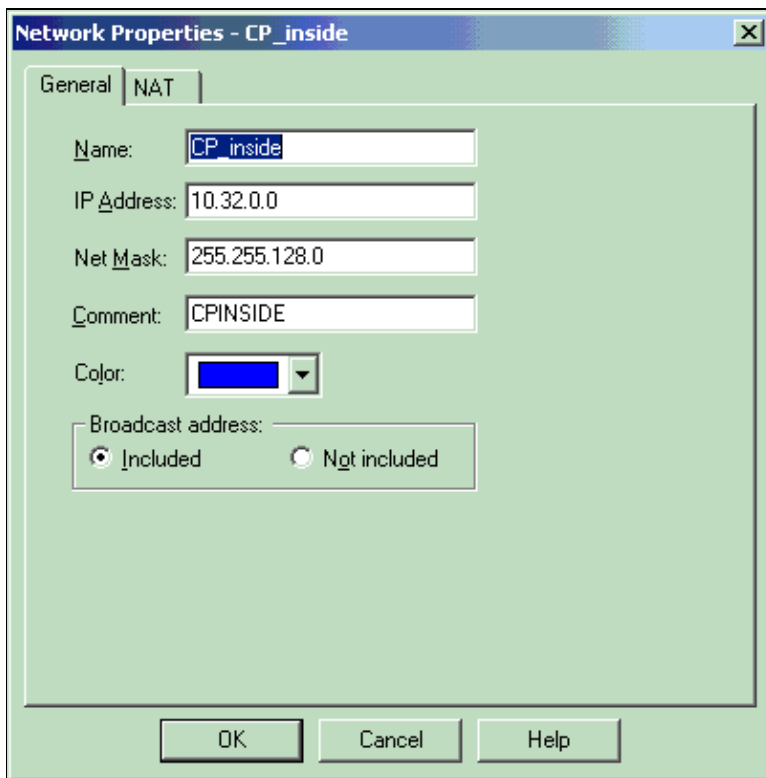 Network Properties - CP_inside
General NAT
Name: CP_inside
IP Address: 10.32.0.0
Net Mask: 255.255.128.0
Comment: CPINSIDE
Color:
Broadcast address:
Included Not included
OK Cancel Help